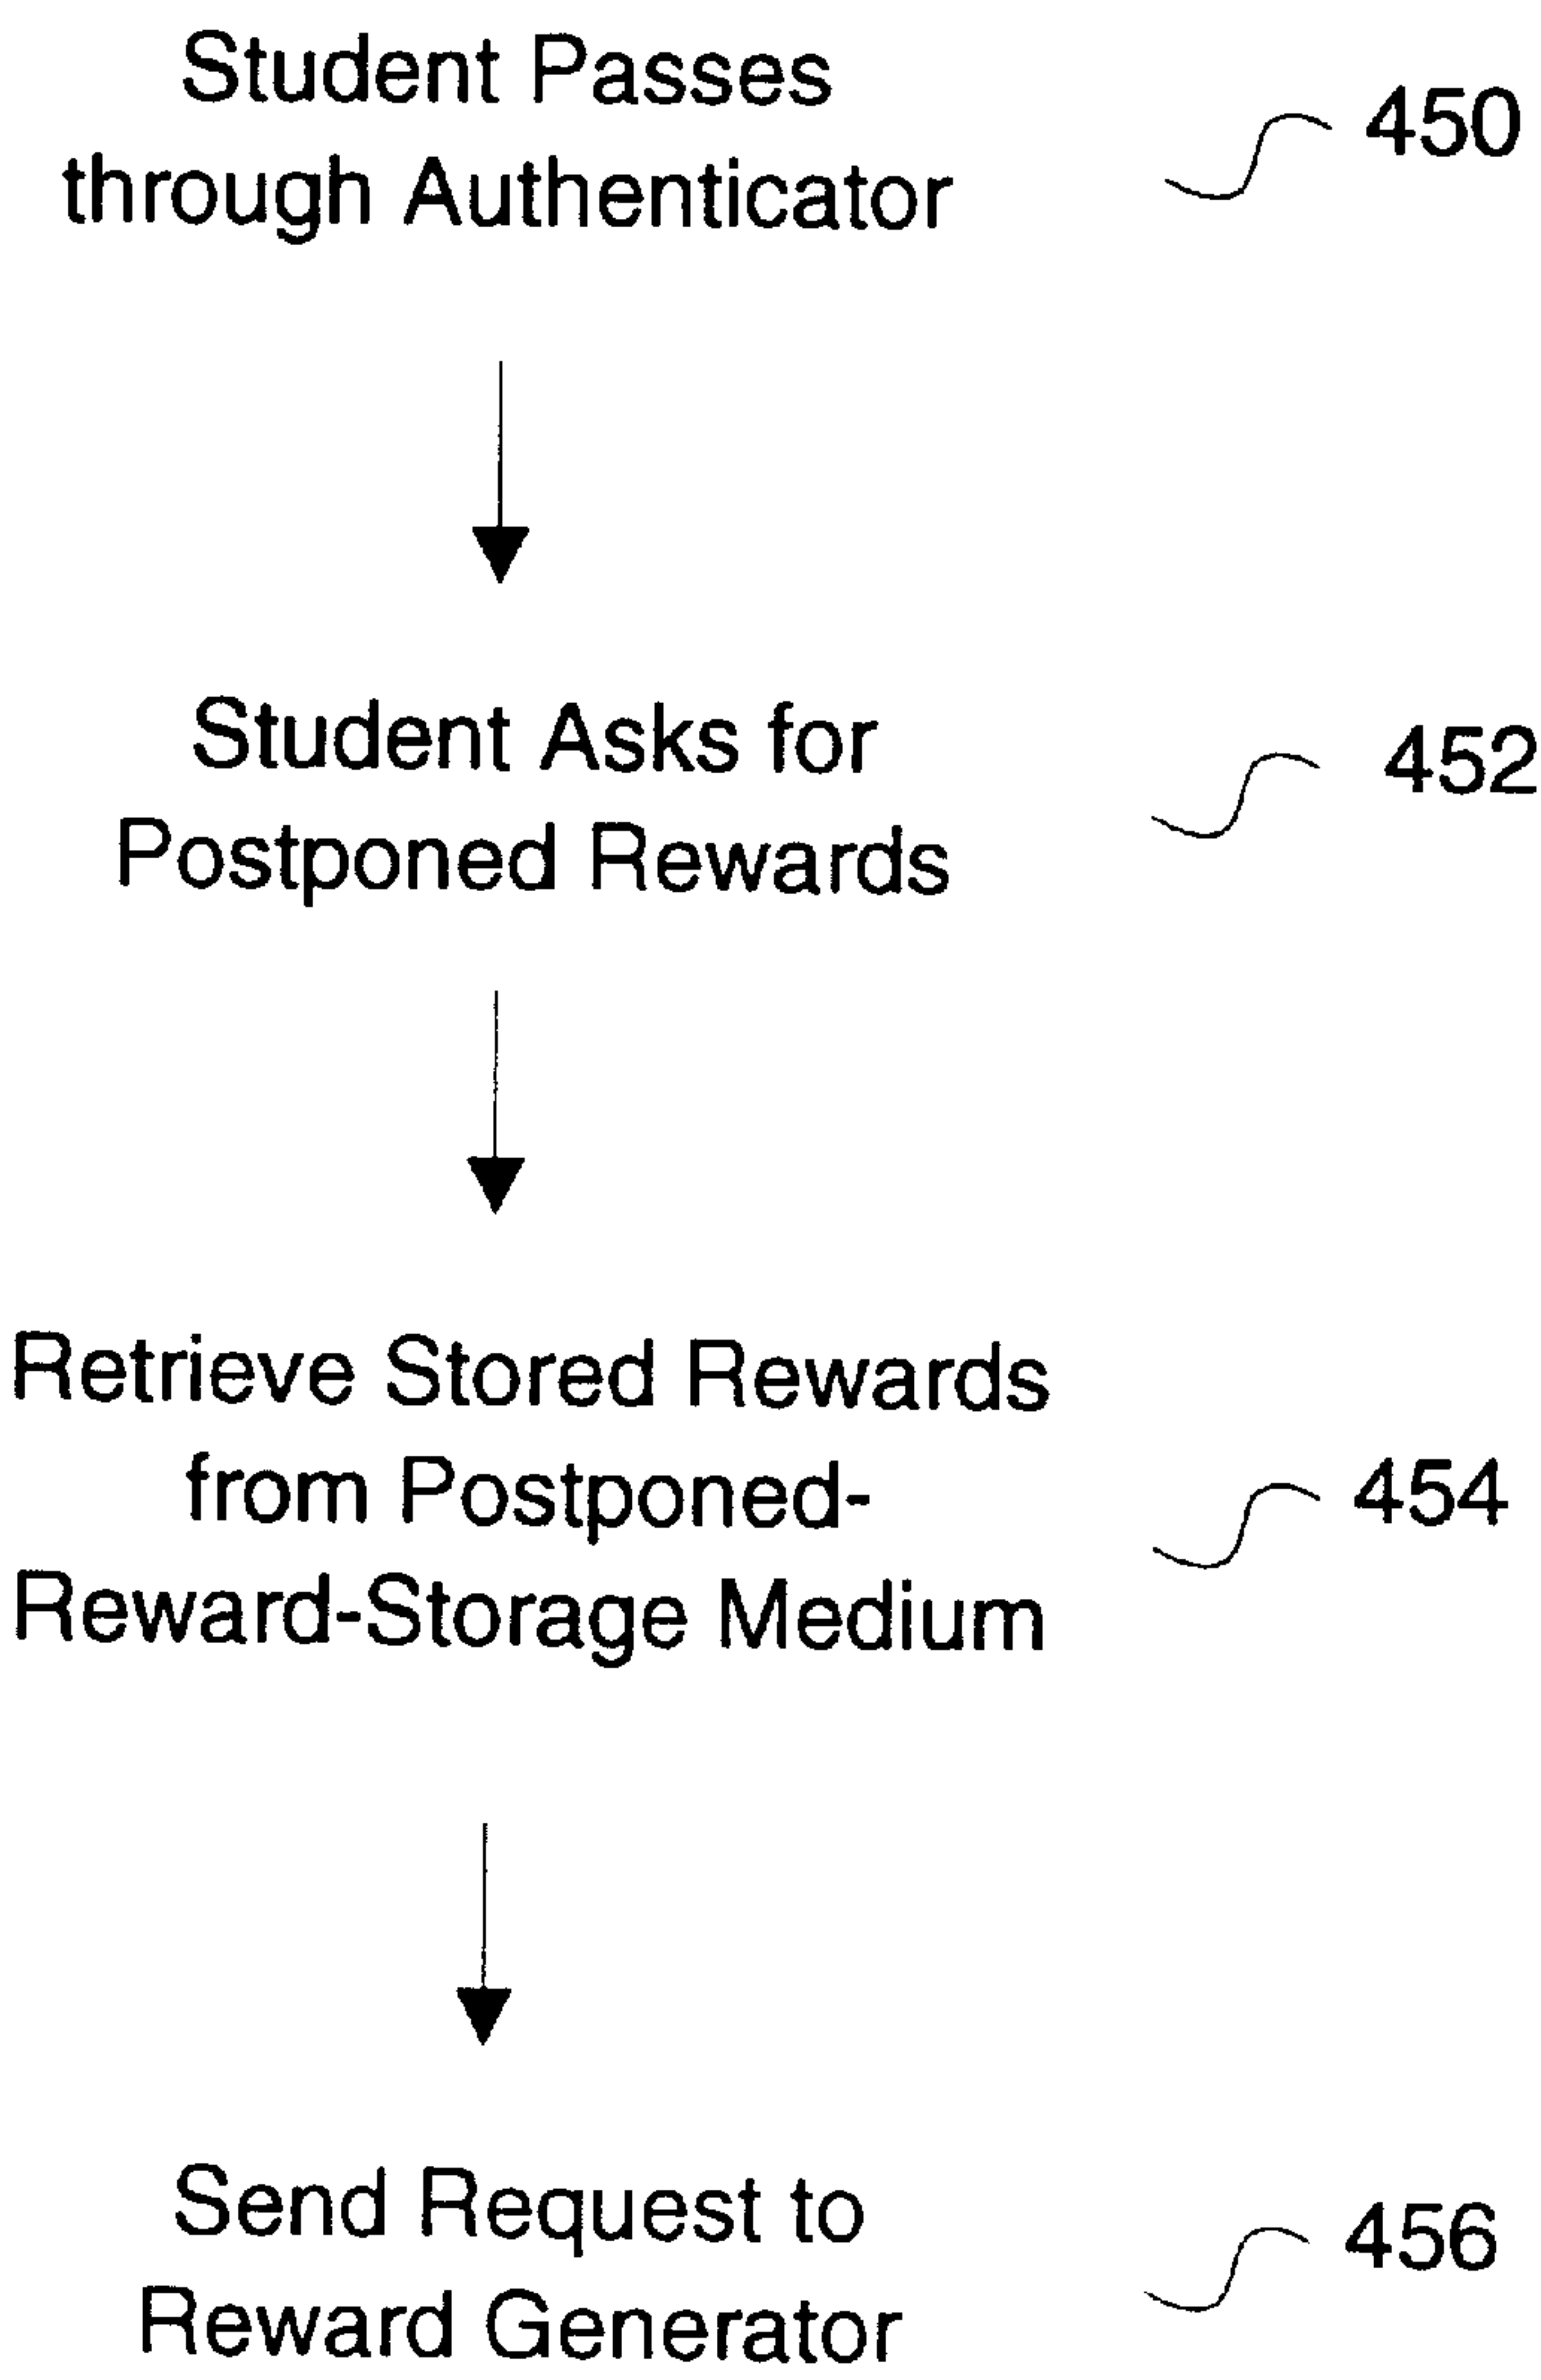 Student Passes
through Authenticator
450
Student Asks for
Postponed Rewards
452
Retrieve Stored Rewards
from Postponed-
Reward-Storage Medium
454
Send Request to
Reward Generator
456